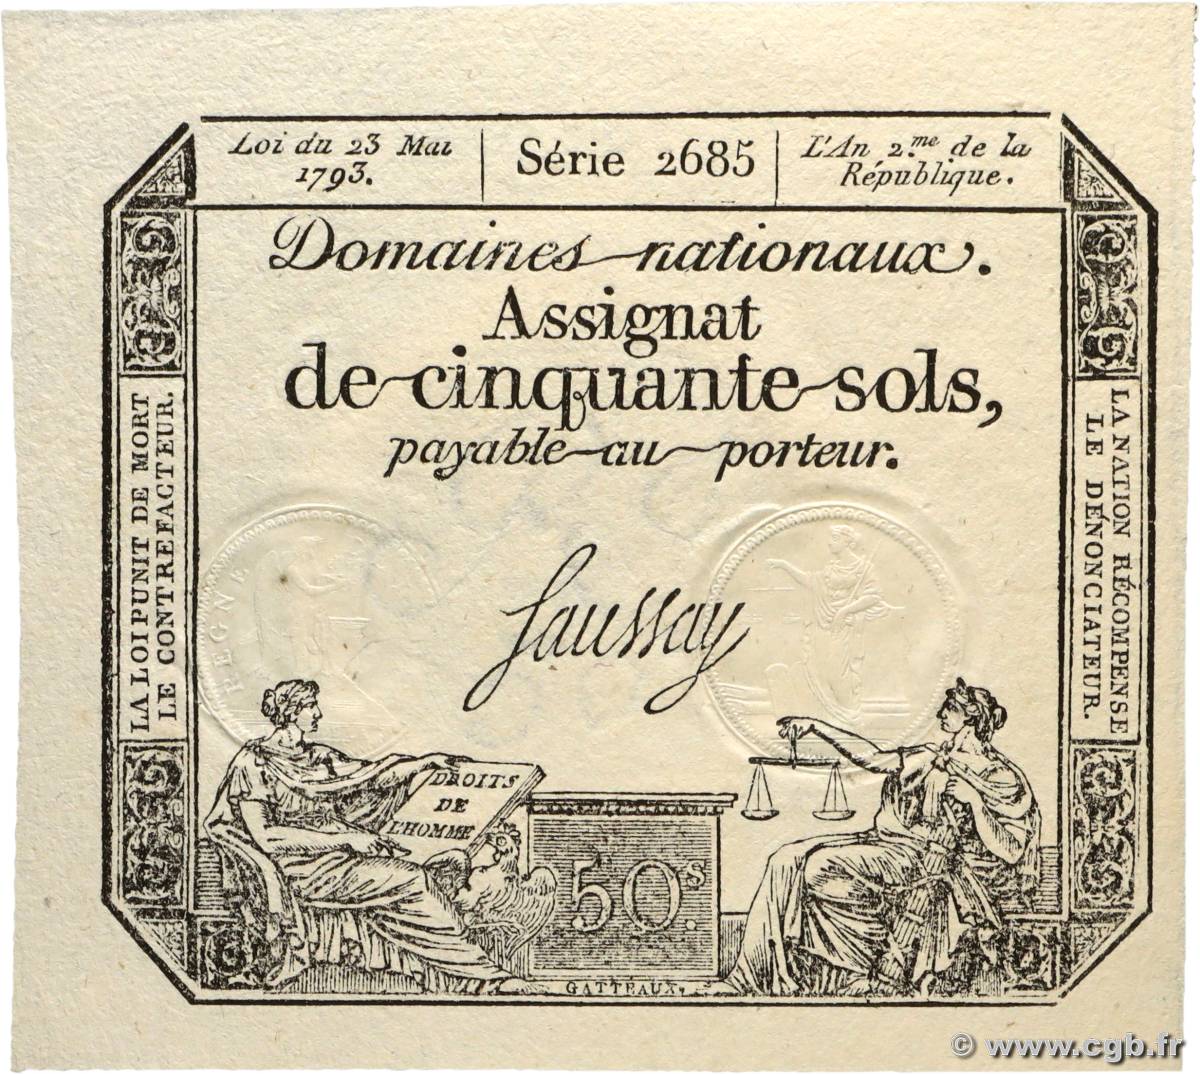 Loi du 23 Mai
1793.
Série 2685
L'An 2.me de la
République.
Domaines nationaux.
Assignat
de cinquante sols,
payable au porteur.
LA LOI PUNIT DE MORT
LE CONTREFACTEUR.
LA NATION RÉCOMPENSE
LE DÉNONCIATEUR.
REGNE
Saussay
DROITS
DE
L'HOMME
50.s
GATTEAUX.
© www.cgb.fr